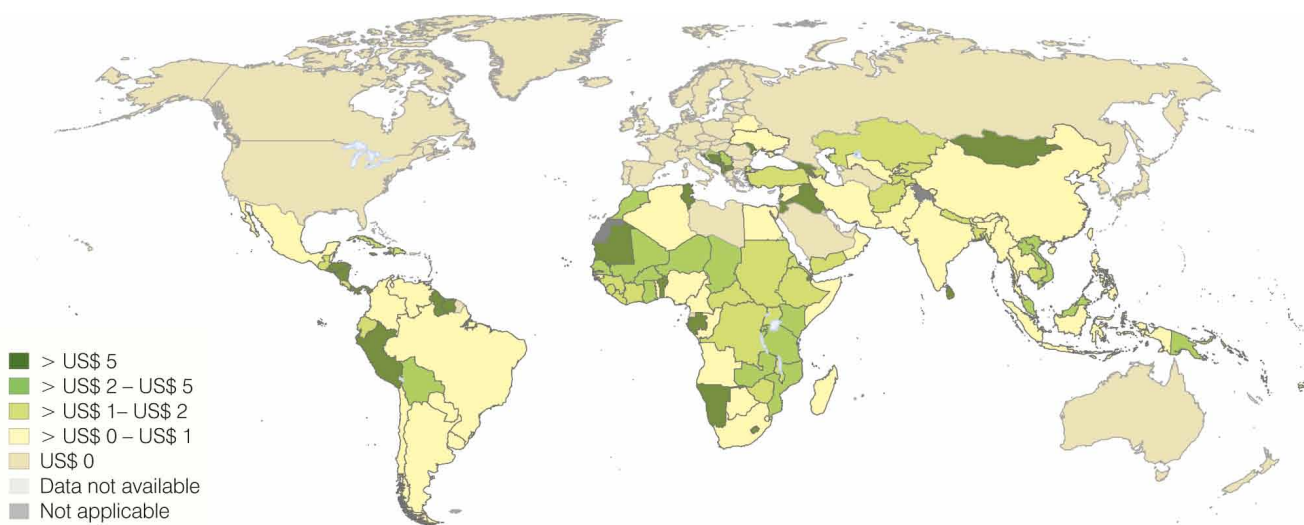 > US$ 5
> US$ 2 – US$ 5
> US$ 1– US$ 2
> US$ 0 – US$ 1
US$ 0
Data not available
Not applicable